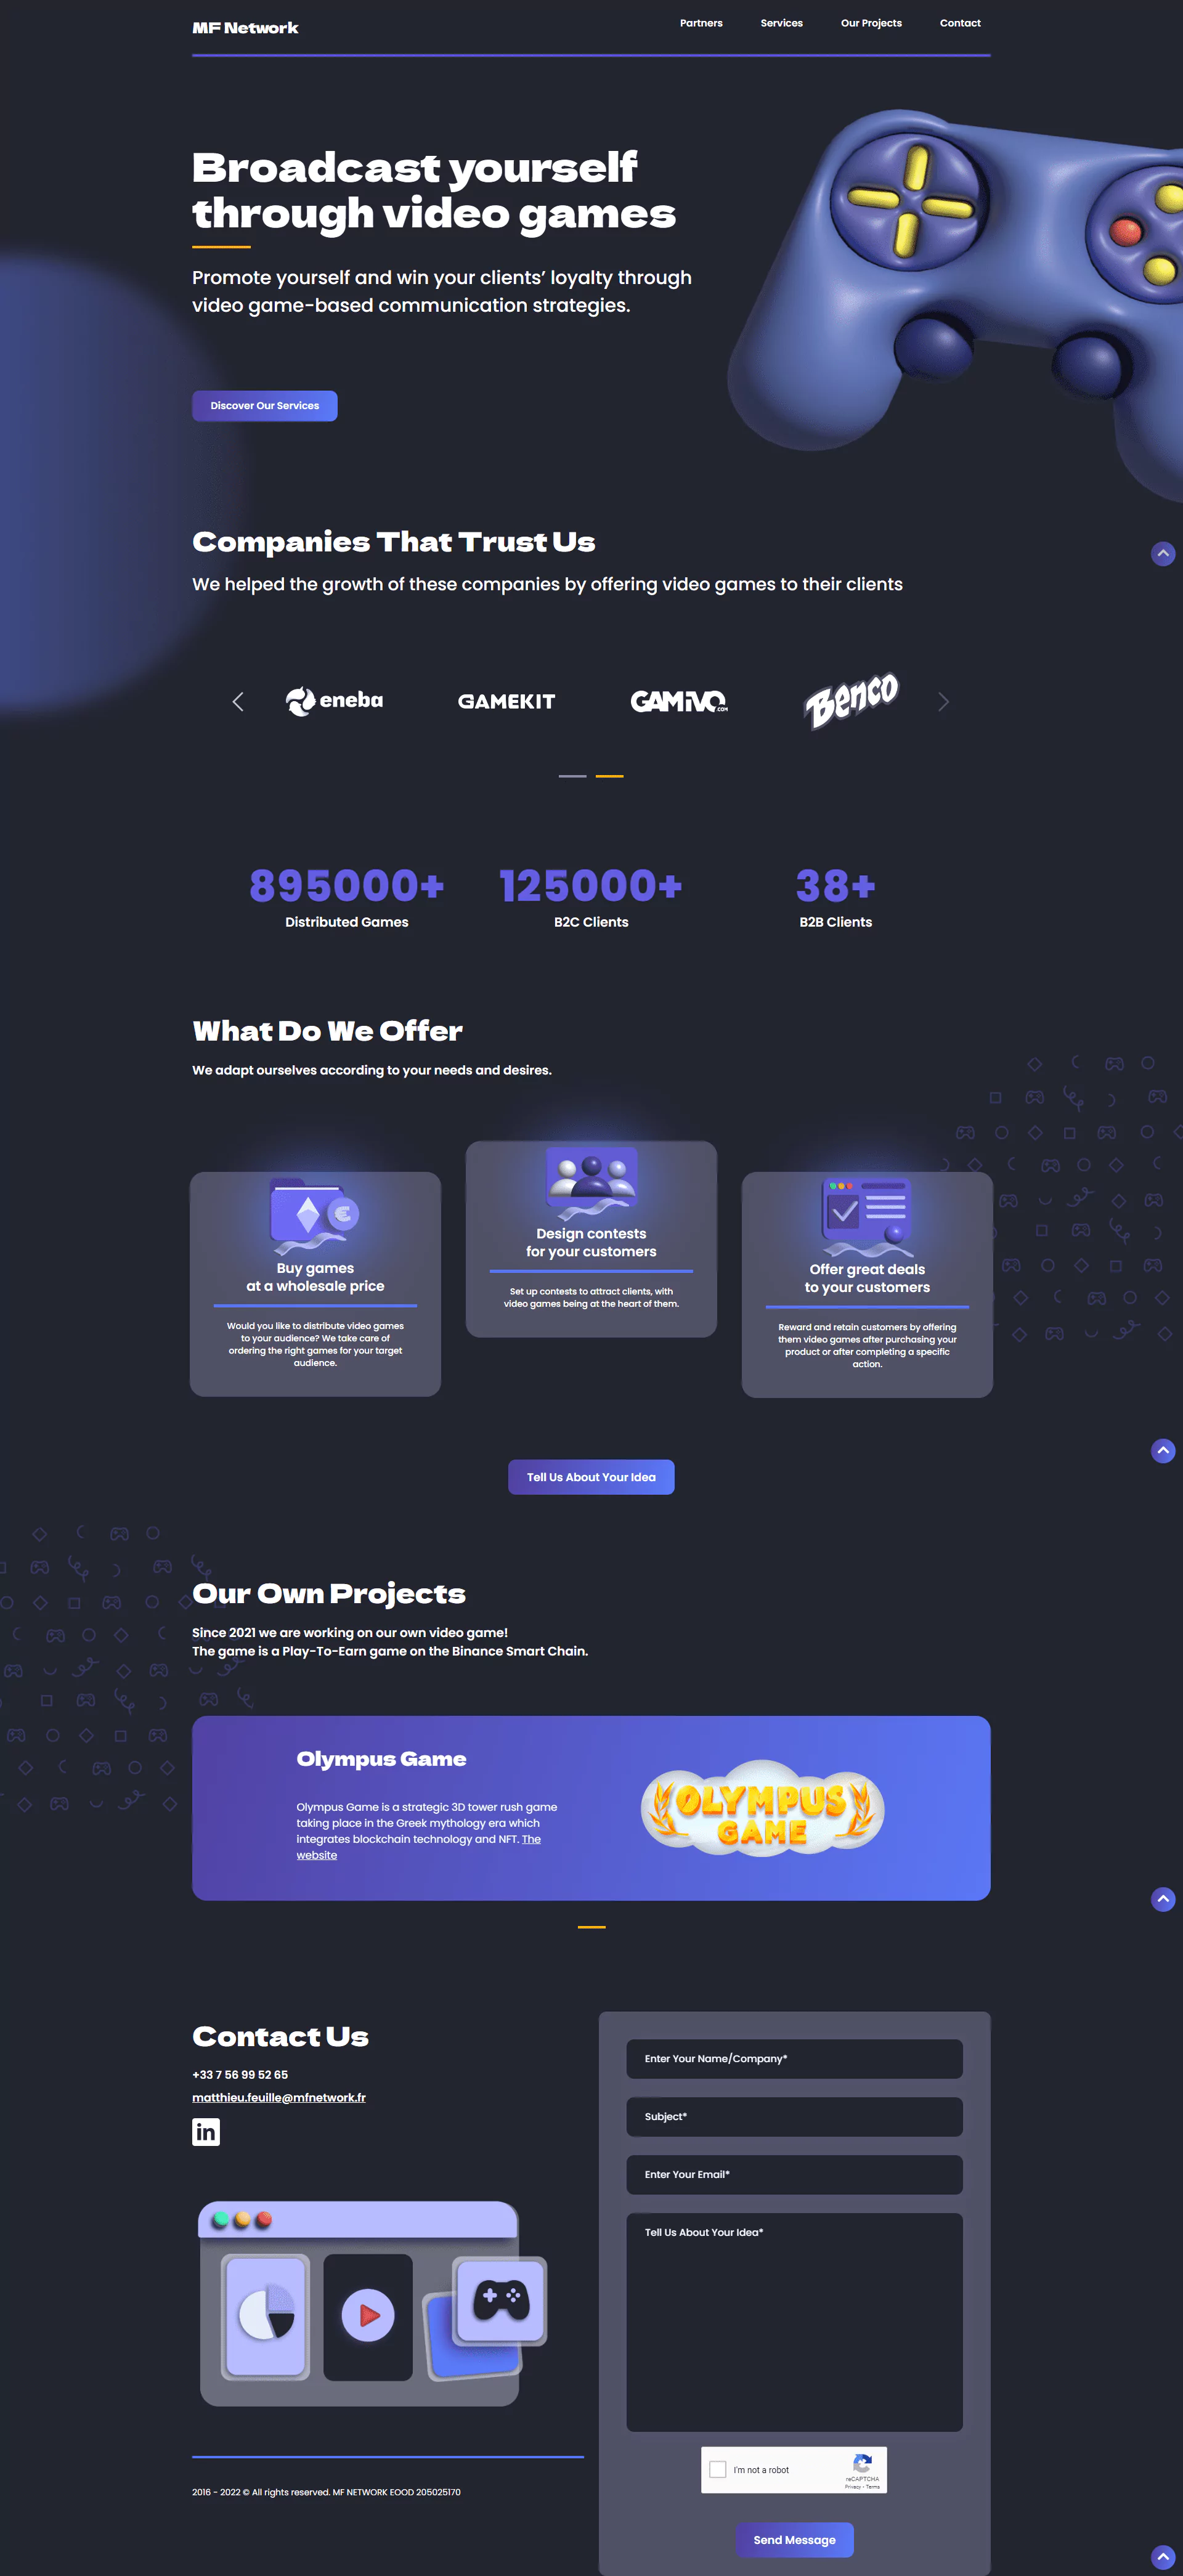 MF Network
Partners
Services
Our Projects
Contact
Broadcast yourself
through video games
Promote yourself and win your clients’ loyalty through
video game-based communication strategies.
Discover Our Services
Companies That Trust Us
We helped the growth of these companies by offering video games to their clients
eneba
GAMEKIT
GAMIVO.COM
Benco
895000+
125000+
38+
Distributed Games
B2C Clients
B2B Clients
What Do We Offer
We adapt ourselves according to your needs and desires.
Buy games
at a wholesale price
Would you like to distribute video games
to your audience? We take care of
ordering the right games for your target
audience.
Design contests
for your customers
Set up contests to attract clients, with
video games being at the heart of them.
Offer great deals
to your customers
Reward and retain customers by offering
them video games after purchasing your
product or after completing a specific
action.
Tell Us About Your Idea
Our Own Projects
Since 2021 we are working on our own video game!
The game is a Play-To-Earn game on the Binance Smart Chain.
Olympus Game
Olympus Game is a strategic 3D tower rush game
taking place in the Greek mythology era which
integrates blockchain technology and NFT. The
website
OLYMPUS
GAME
Contact Us
+33 7 56 99 52 65
matthieu.feuille@mfnetwork.fr
in
Enter Your Name/Company*
Subject*
Enter Your Email*
Tell Us About Your Idea*
I'm not a robot
reCAPTCHA
Privacy - Terms
Send Message
2016 - 2022 © All rights reserved. MF NETWORK EOOD 205025170